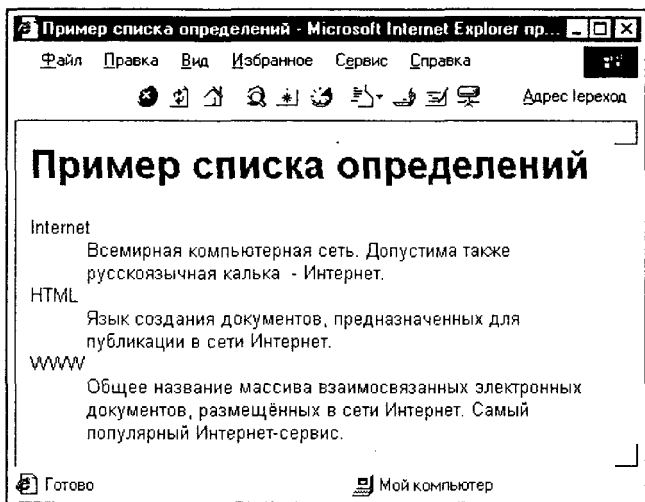 Пример списка определений - Microsoft Internet Explorer пр...
Файл Правка Вид Избранное Сервис Справка
Адрес Іереход
Пример списка определений
Internet
Всемирная компьютерная сеть. Допустима также
русскоязычная калька - Интернет.
HTML
Язык создания документов, предназначенных для
публикации в сети Интернет.
WWW
Общее название массива взаимосвязанных электронных
документов, размещённых в сети Интернет. Самый
популярный Интернет-сервис.
Готово Мой компьютер